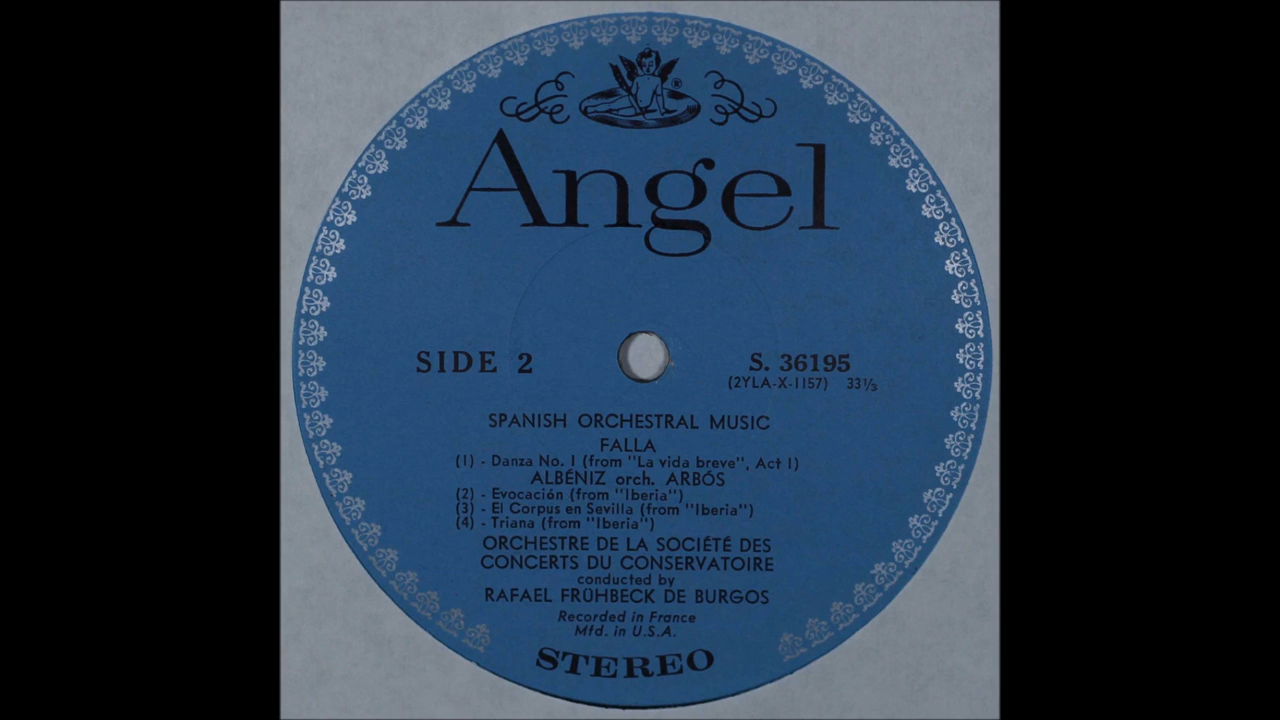 ®
Angel
SIDE 2
S. 36195
(2YLA-X-1157) 33⅓
SPANISH ORCHESTRAL MUSIC
FALLA
(1) - Danza No. 1 (from "La vida breve", Act I)
ALBÉNIZ orch. ARBÓS
(2) - Evocación (from "Iberia")
(3) - El Corpus en Sevilla (from "Iberia")
(4) - Triana (from "Iberia")
ORCHESTRE DE LA SOCIÉTÉ DES
CONCERTS DU CONSERVATOIRE
conducted by
RAFAEL FRÜHBECK DE BURGOS
Recorded in France
Mfd. in U.S.A.
STEREO